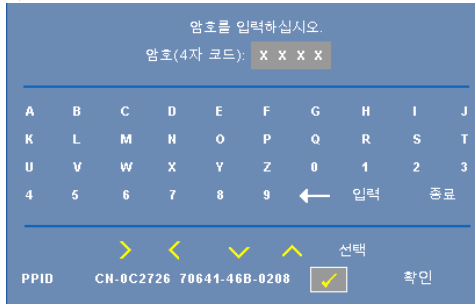 암호를 입력하십시오.
암호(4자 코드): X X X X
A B C D E F G H I J
K L M N O P Q R S T
U V W X Y Z 0 1 2 3
4 5 6 7 8 9 입력 종료
선택
PPID CN-0C2726 70641-46B-0208 확인